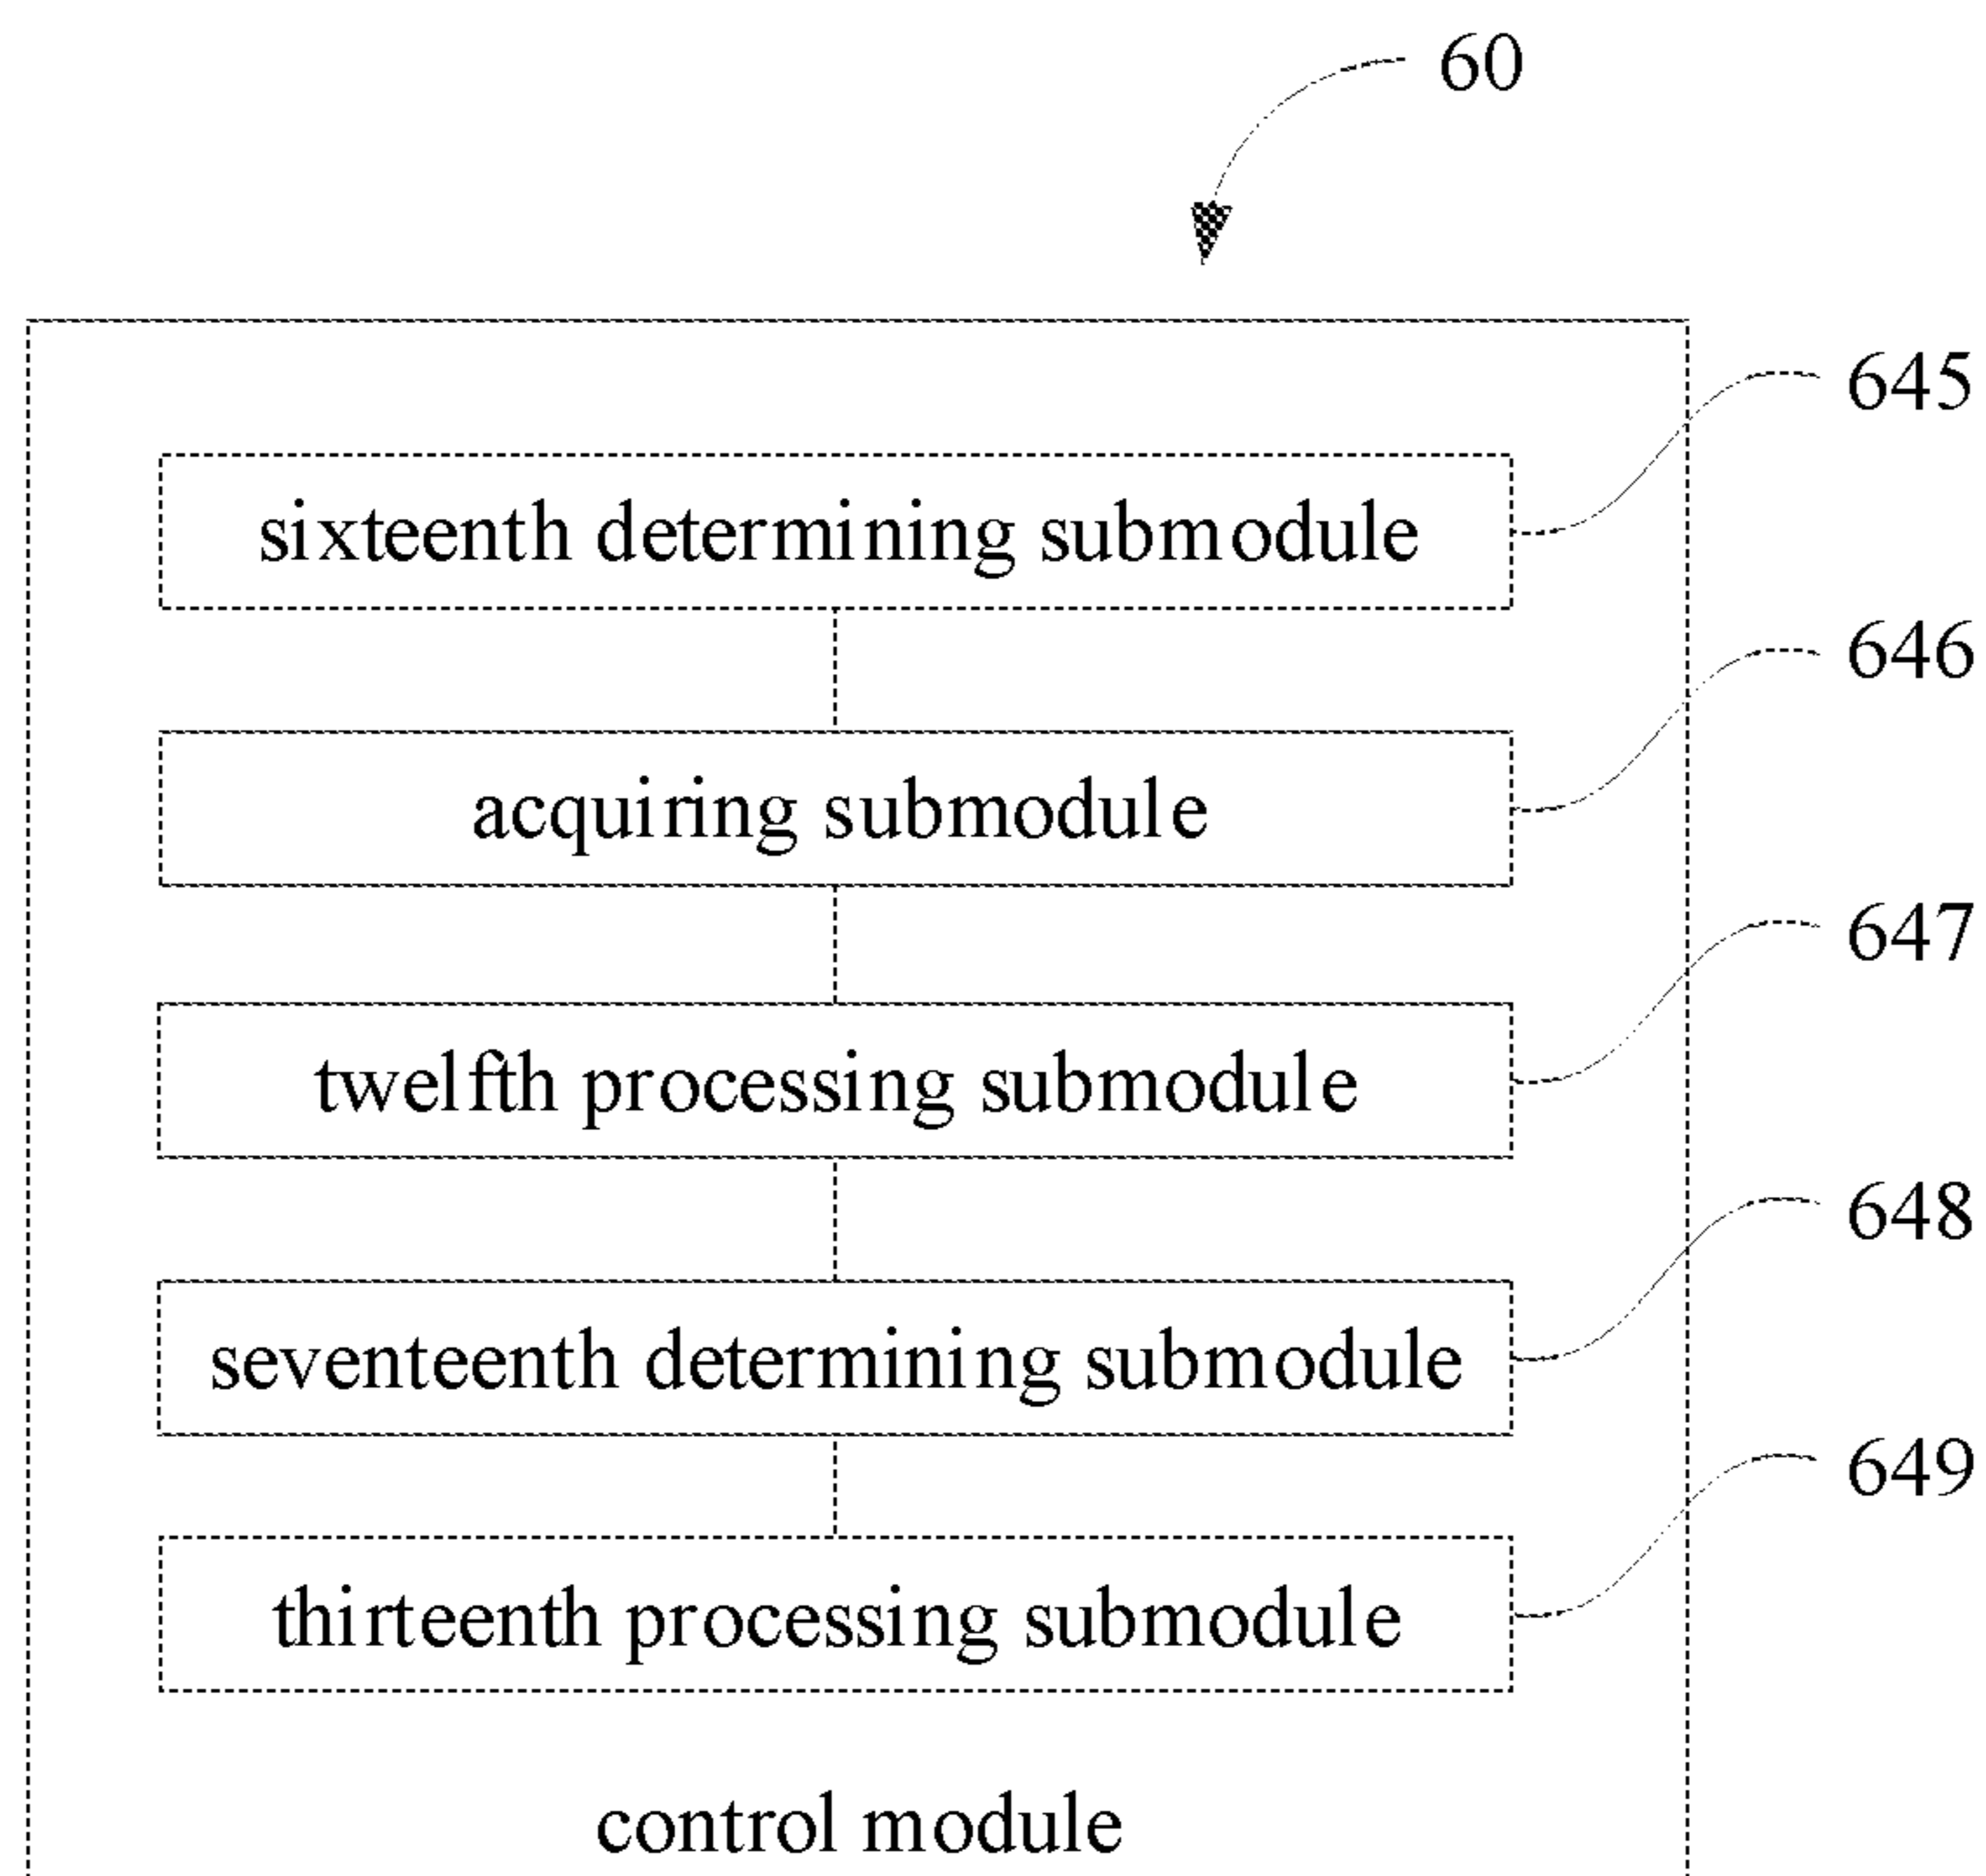 60
645
sixteenth determining submodule
646
acquiring submodule
647
twelfth processing submodule
648
seventeenth determining submodule
649
thirteenth processing submodule
control module